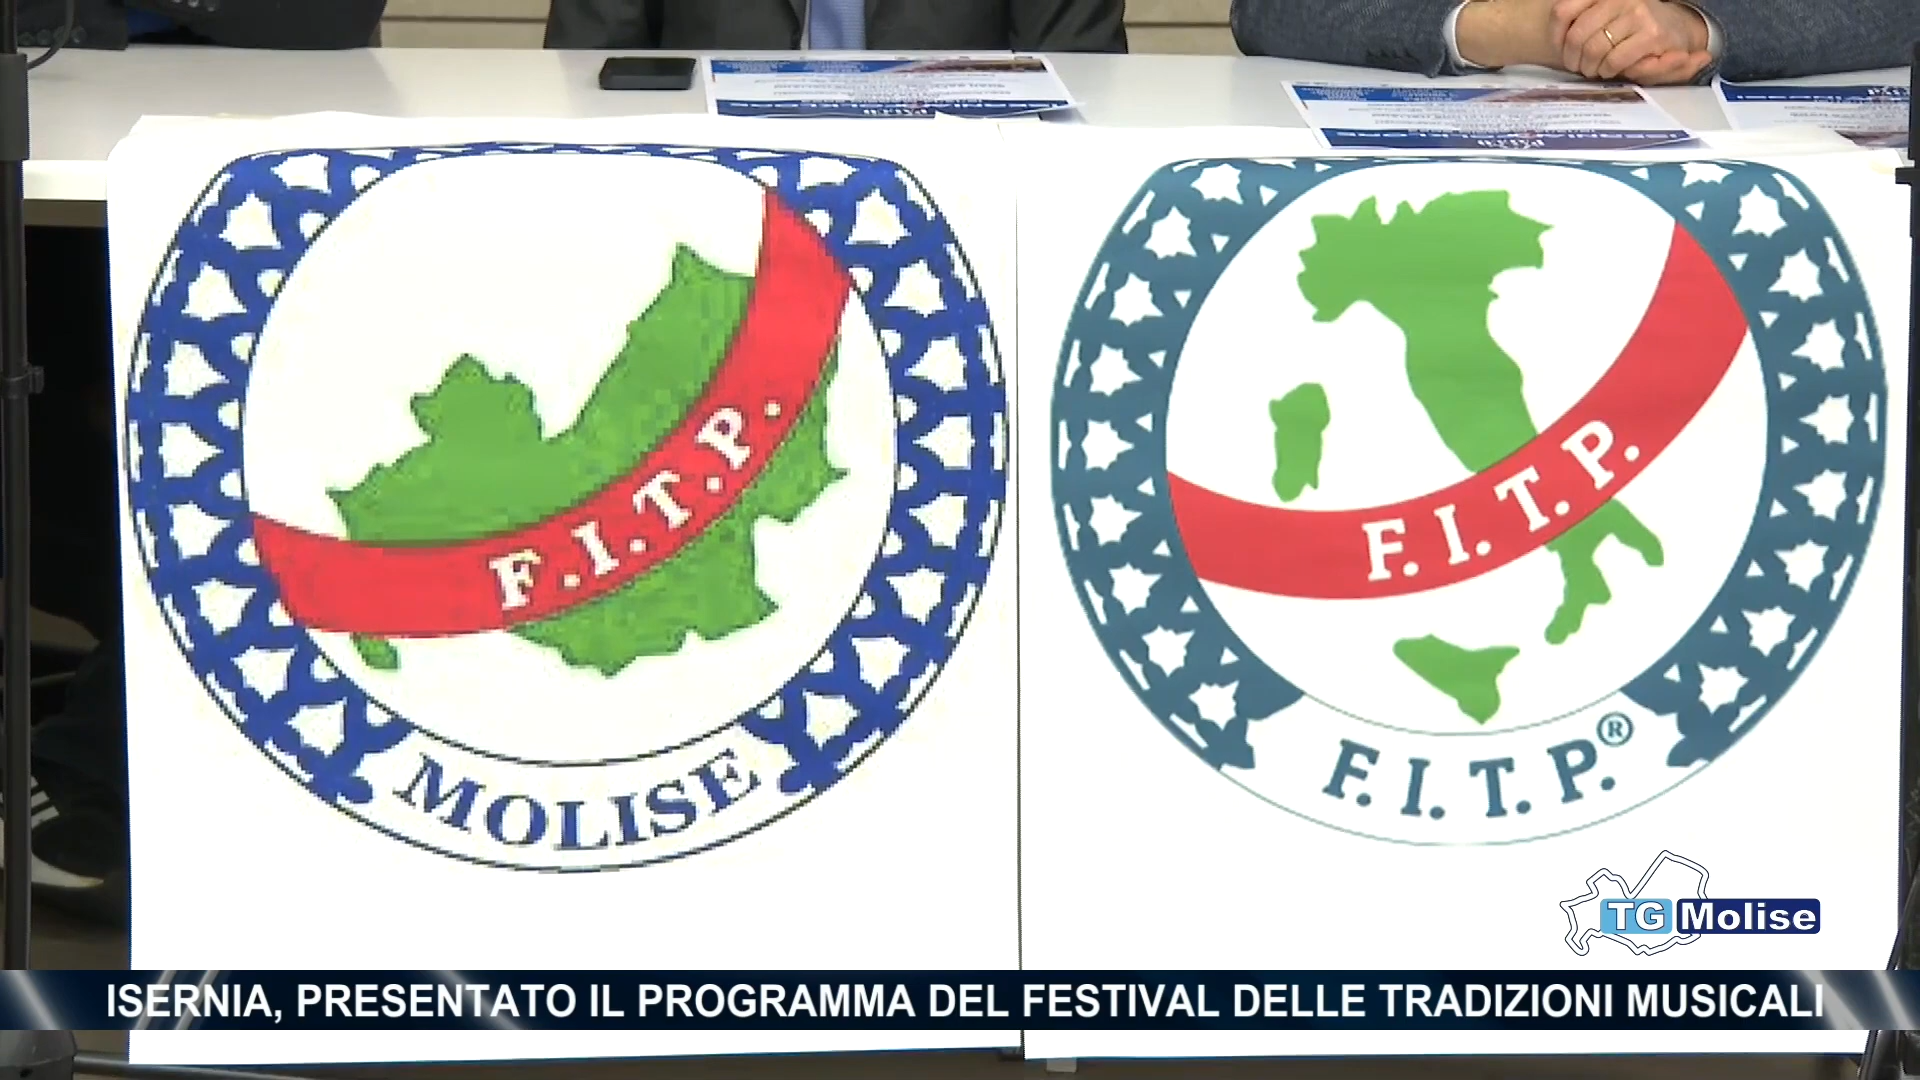 F.I.T.P.
MOLISE
F. I. T. P.
F. I. T. P.®
TG Molise
ISERNIA, PRESENTATO IL PROGRAMMA DEL FESTIVAL DELLE TRADIZIONI MUSICALI